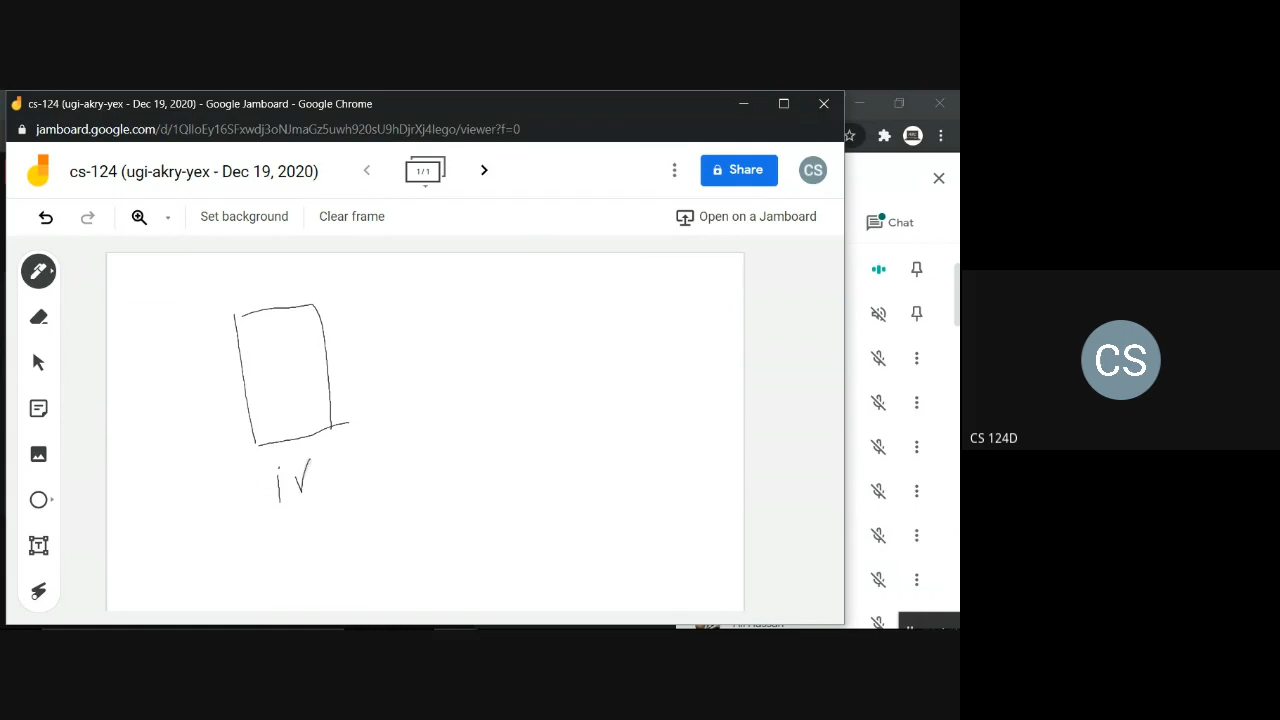 cs-124 (ugi-akry-yex - Dec 19, 2020) - Google Jamboard - Google Chrome
jamboard.google.com/d/1QlloEy16SFxwdj3oNJmaGz5uwh920sU9hDjrXj4lego/viewer?f=0
cs-124 (ugi-akry-yex - Dec 19, 2020)
1/1
Share
CS
Set background
Clear frame
Open on a Jamboard
Chat
iv
CS
CS 124D